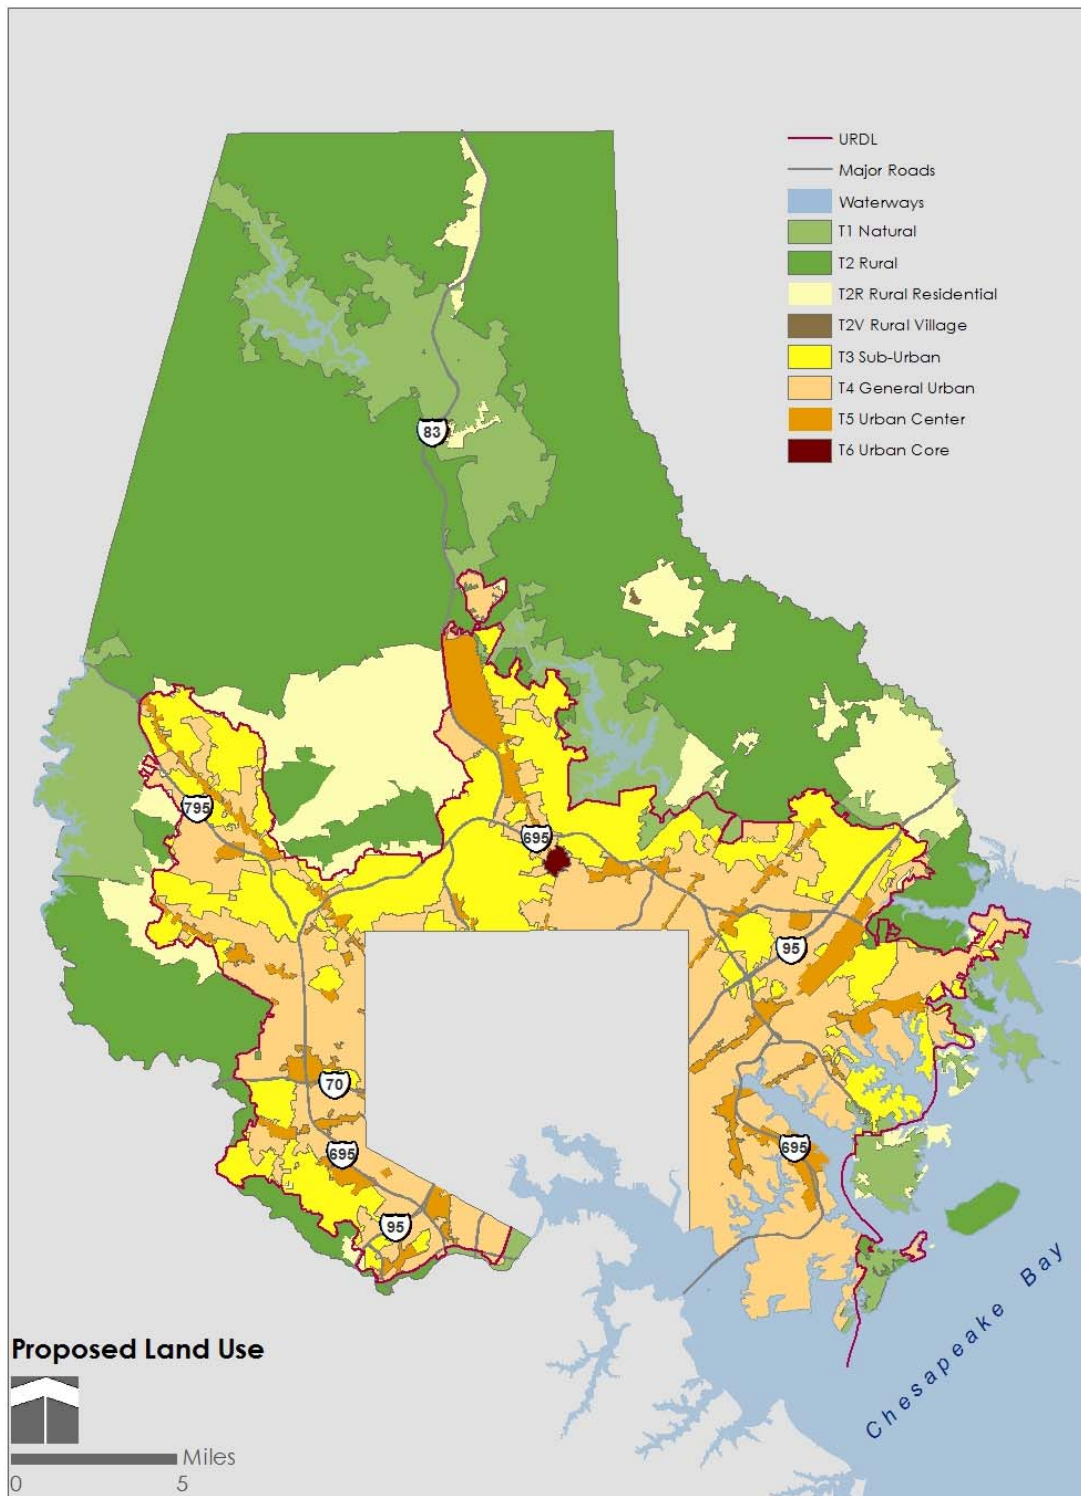 URDL
Major Roads
Waterways
T1 Natural
T2 Rural
T2R Rural Residential
T2V Rural Village
T3 Sub-Urban
T4 General Urban
T5 Urban Center
T6 Urban Core
83
795
695
95
70
695
695
95
Chesapeake Bay
Proposed Land Use
Miles
0 5